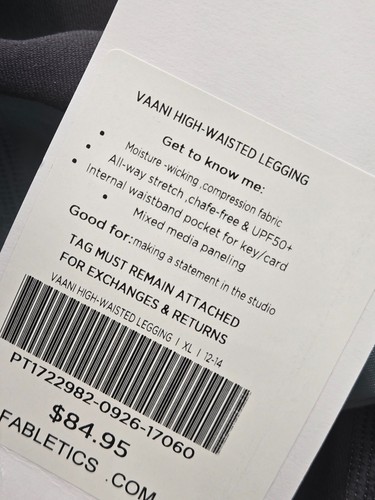 VAANI HIGH-WAISTED LEGGING
Get to know me:
• Moisture -wicking ,compression fabric
• All-way stretch ,chafe-free & UPF50+
• Internal waistband pocket for key/card
• Mixed media paneling
Good for:making a statement in the studio
TAG MUST REMAIN ATTACHED
FOR EXCHANGES & RETURNS
VAANI HIGH-WAISTED LEGGING | XL | 12-14
PT1722982-0926-17060
$84.95
FABLETICS .COM